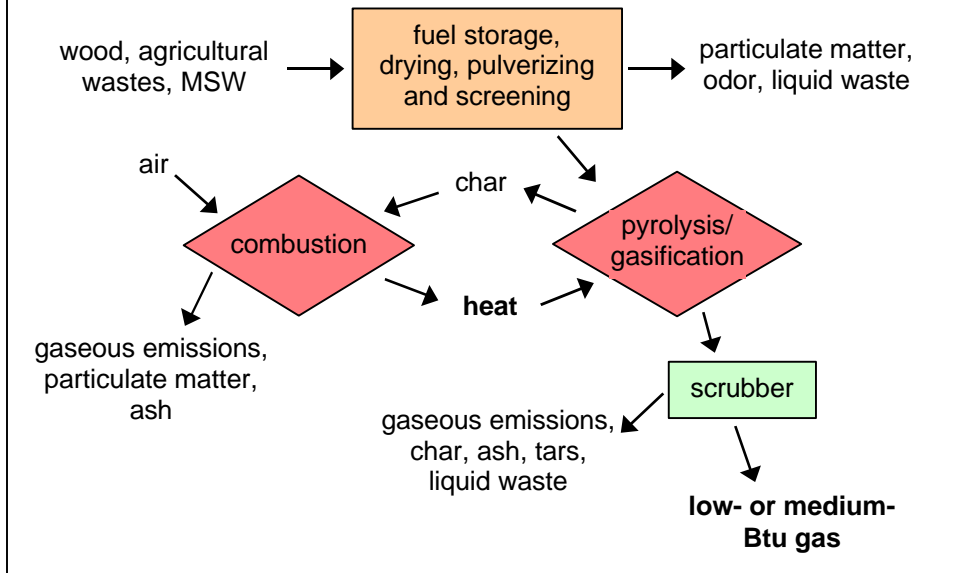 wood, agricultural
wastes, MSW
fuel storage,
drying, pulverizing
and screening
particulate matter,
odor, liquid waste
air
char
combustion
pyrolysis/
gasification
heat
gaseous emissions,
particulate matter,
ash
scrubber
gaseous emissions,
char, ash, tars,
liquid waste
low- or medium-
Btu gas